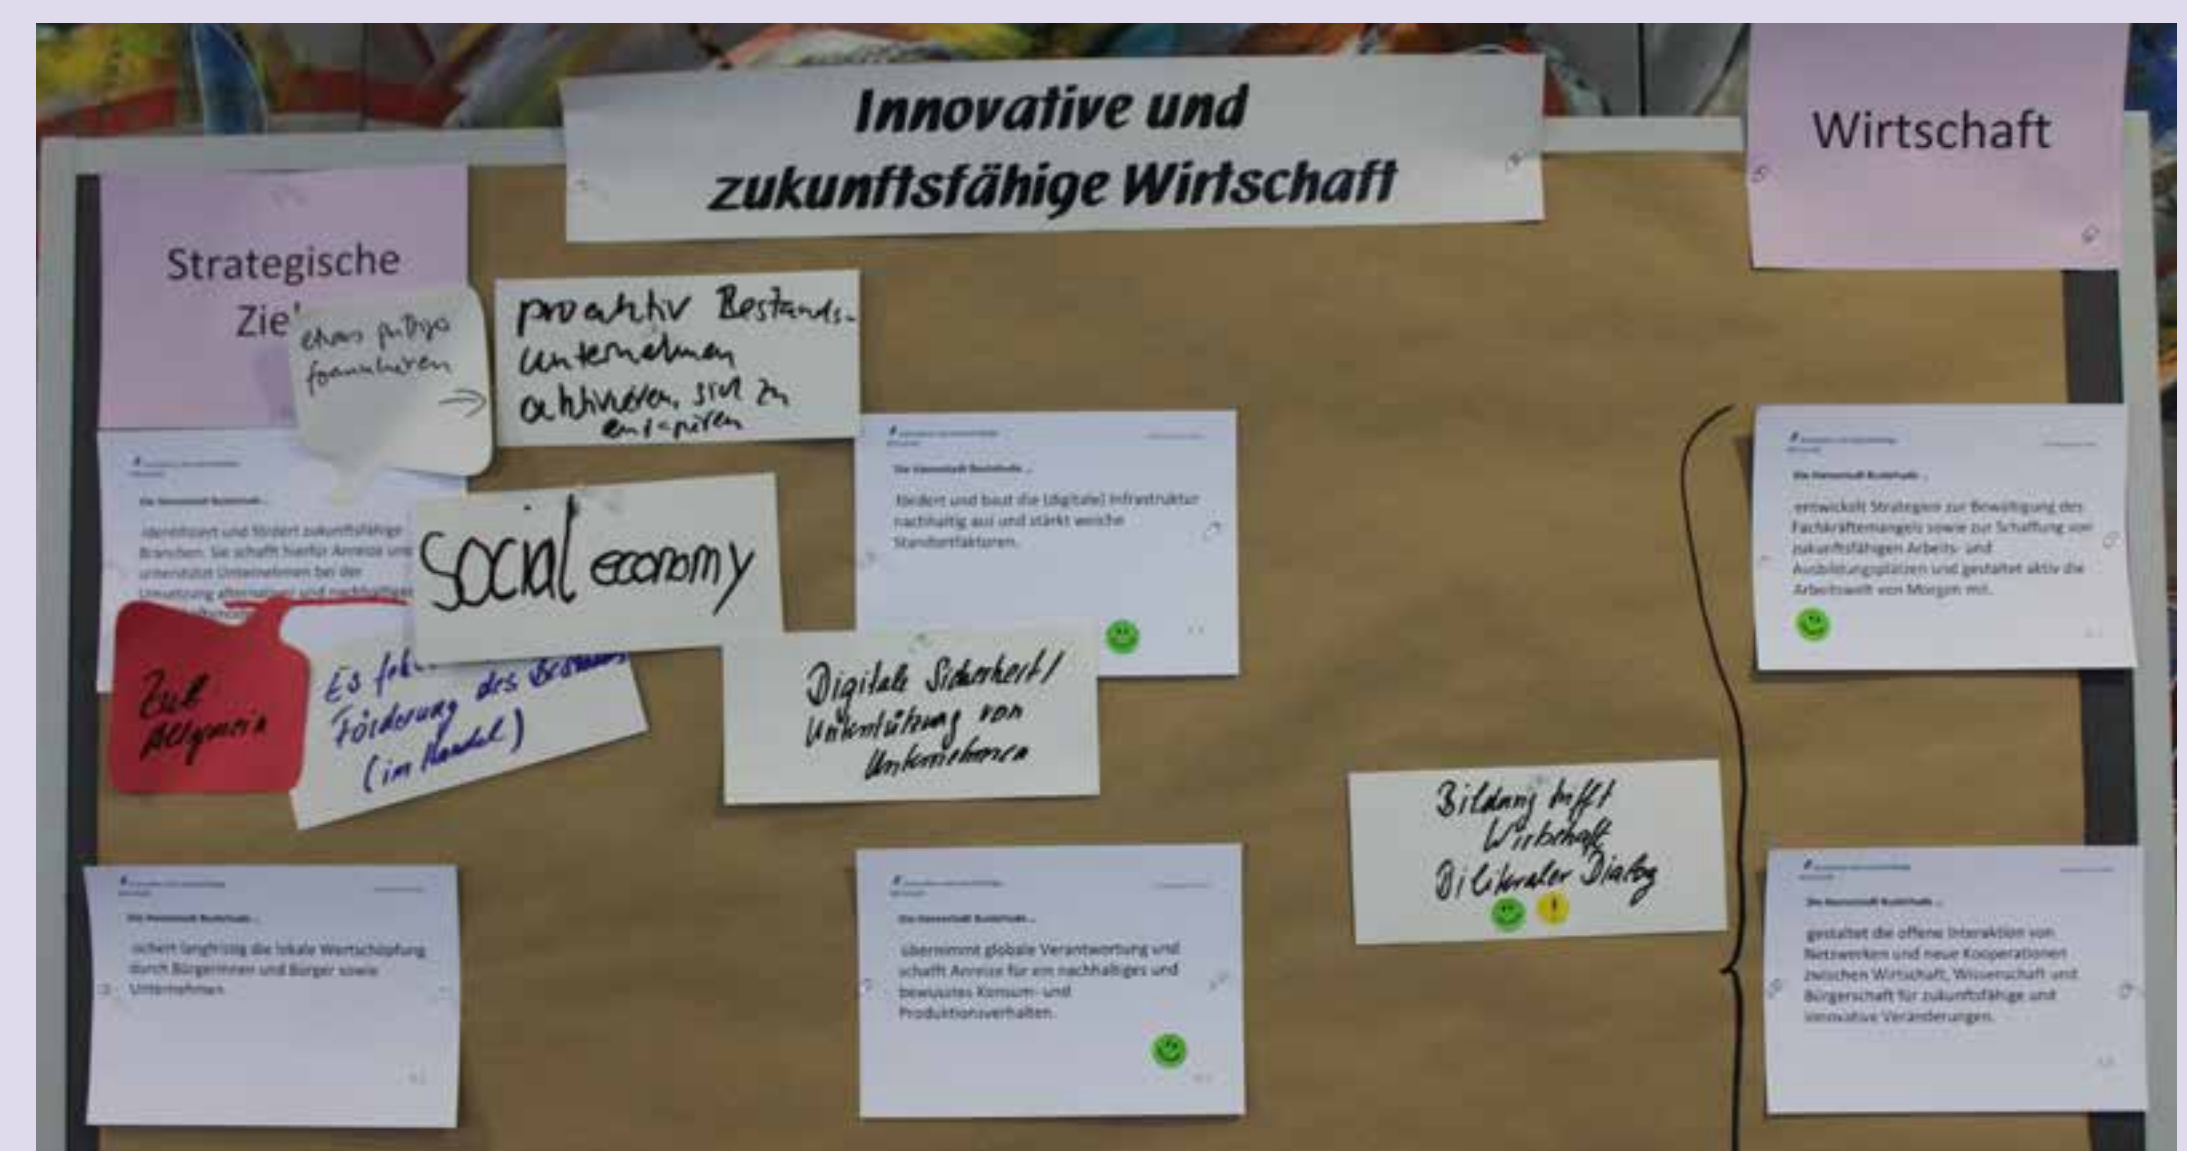 Innovative und
zukunftsfähige Wirtschaft
Wirtschaft
Strategische
Zie
etwas
formulieren
→
proaktiv Bestands-
unternehmen
aktivieren, sich zu
Die Hansestadt Buxtehude ...
identifiziert und fördert zukunftsfähige
Branchen. Sie schafft hierfür Anreize und
unterstützt Unternehmen bei der
Umsetzung alternativer und nachhaltiger
Social economy
zu
Allgemein
Es
Förderung des
(im Handel)
Die Hansestadt Buxtehude ...
fördert und baut die (digitale) Infrastruktur
nachhaltig aus und stärkt weiche
Standortfaktoren.
Digitale Sicherheit/
Unterstützung von
Unternehmen
Die Hansestadt Buxtehude ...
entwickelt Strategien zur Bewältigung des
Fachkräftemangels sowie zur Schaffung von
zukunftsfähigen Arbeits- und
Ausbildungsplätzen und gestaltet aktiv die
Arbeitswelt von Morgen mit.
Bildung trifft
Wirtschaft
Bilateraler Dialog
!
Die Hansestadt Buxtehude ...
sichert langfristig die lokale Wertschöpfung
durch Bürgerinnen und Bürger sowie
Unternehmen.
Die Hansestadt Buxtehude ...
übernimmt globale Verantwortung und
schafft Anreize für ein nachhaltiges und
bewusstes Konsum- und
Produktionsverhalten.
Die Hansestadt Buxtehude ...
gestaltet die offene Interaktion von
Netzwerken und neue Kooperationen
zwischen Wirtschaft, Wissenschaft und
Bürgerschaft für zukunftsfähige und
innovative Veränderungen.